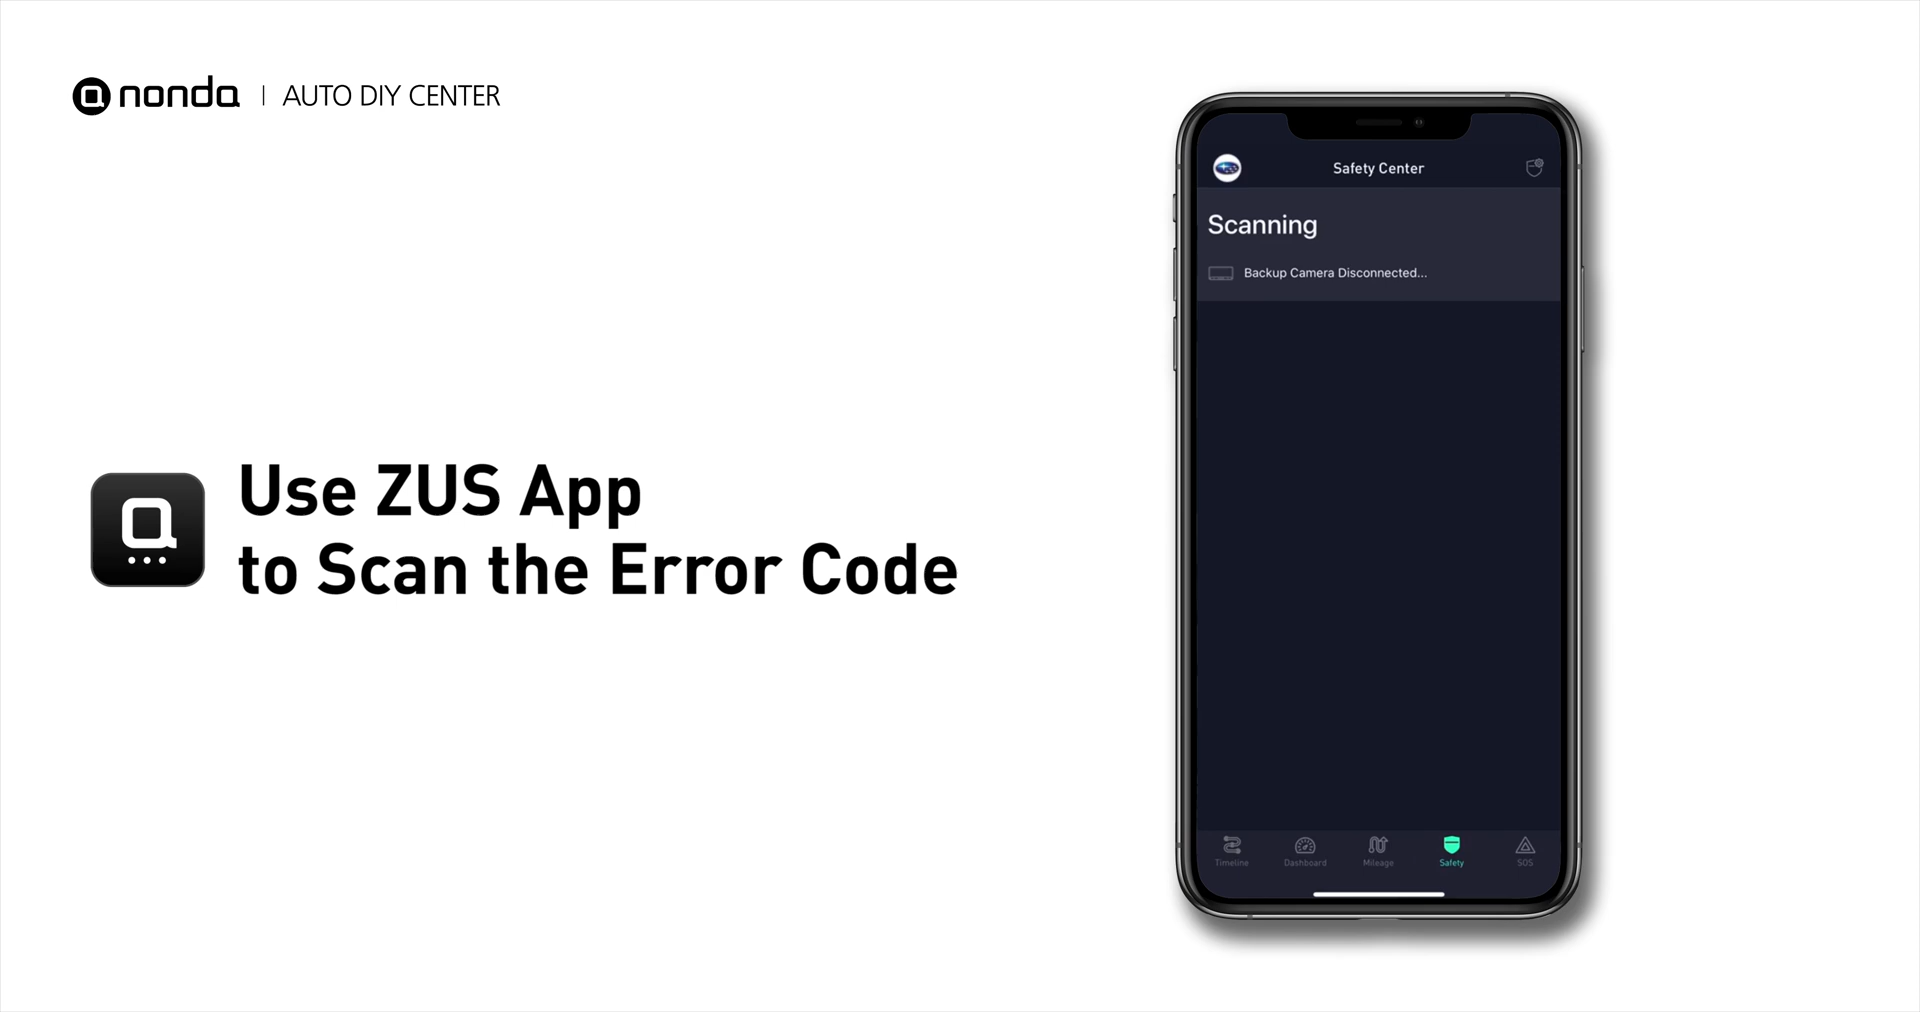 nonda | AUTO DIY CENTER
Use ZUS App
to Scan the Error Code
Safety Center
Scanning
Backup Camera Disconnected...
Timeline
Dashboard
Mileage
Safety
SOS